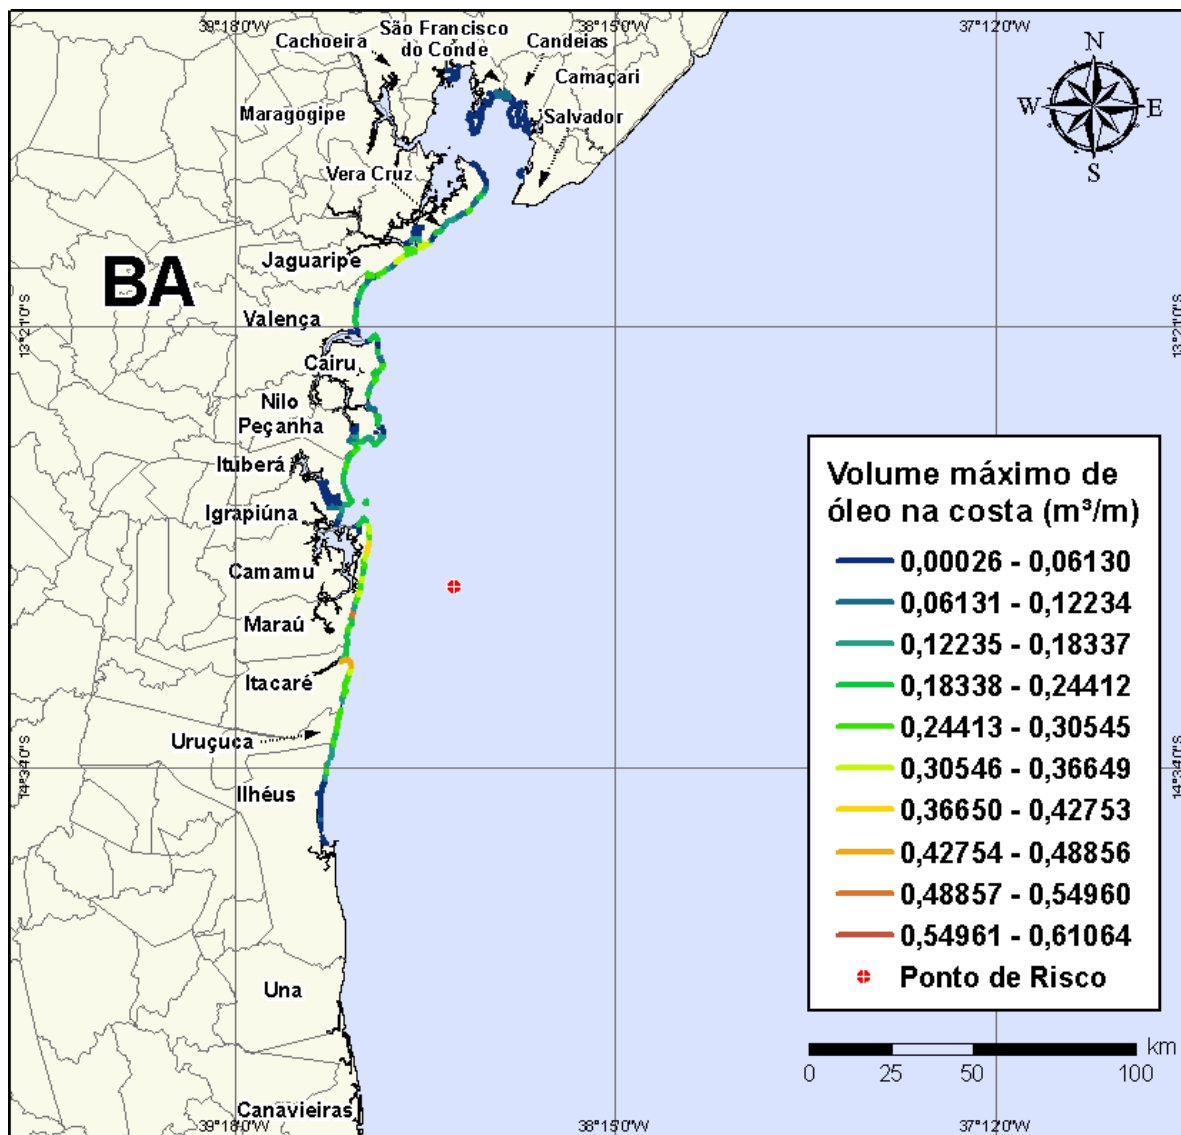 39°18'0"W
38°15'0"W
37°12'0"W
São Francisco
do Conde
Cachoeira
Candeias
Camaçari
Maragogipe
Salvador
Vera Cruz
N
W
E
S
Jaguaripe
BA
Valença
13°21'0"S
13°21'0"S
Cairu
Nilo
Peçanha
Ituberá
Igrapiúna
Camamu
Maraú
Itacaré
Uruçuca
14°34'0"S
14°34'0"S
Ilhéus
Una
Canavieiras
Volume máximo de
óleo na costa (m³/m)
0,00026 - 0,06130
0,06131 - 0,12234
0,12235 - 0,18337
0,18338 - 0,24412
0,24413 - 0,30545
0,30546 - 0,36649
0,36650 - 0,42753
0,42754 - 0,48856
0,48857 - 0,54960
0,54961 - 0,61064
Ponto de Risco
km
0 25 50 100
39°18'0"W
38°15'0"W
37°12'0"W